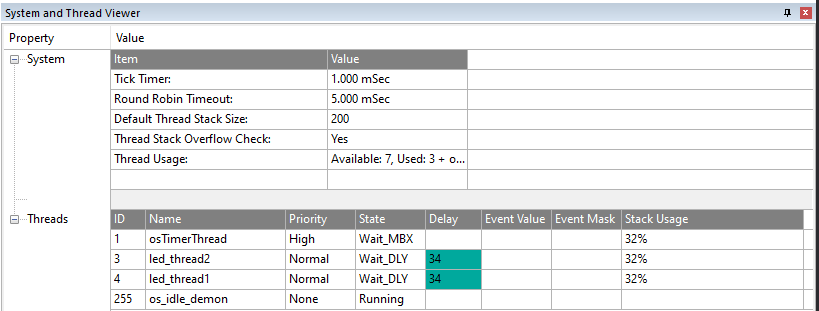 System and Thread Viewer
Property Value
System
Item Value
Tick Timer: 1.000 mSec
Round Robin Timeout: 5.000 mSec
Default Thread Stack Size: 200
Thread Stack Overflow Check: Yes
Thread Usage: Available: 7, Used: 3 + o...
Threads
ID Name Priority State Delay Event Value Event Mask Stack Usage
1 osTimerThread High Wait_MBX 32%
3 led_thread2 Normal Wait_DLY 34 32%
4 led_thread1 Normal Wait_DLY 34 32%
255 os_idle_demon None Running